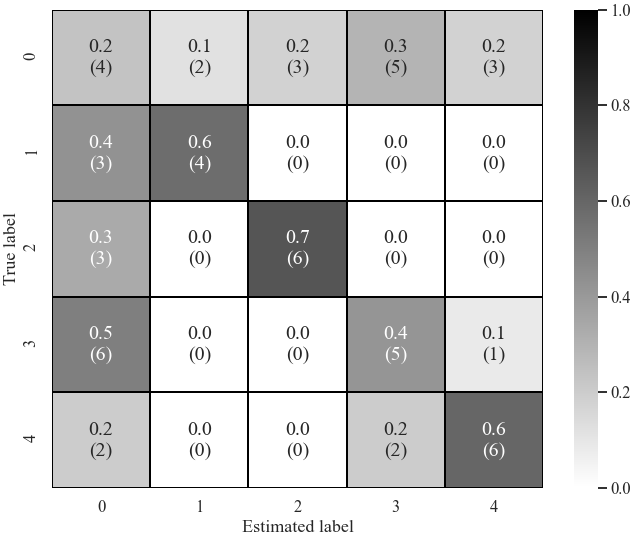 0.2 0.1 0.2 0.3 0.2
(4) (2) (3) (5) (3)
0.4 0.6 0.0 0.0 0.0
(3) (4) (0) (0) (0)
0.3 0.0 0.7 0.0 0.0
(3) (0) (6) (0) (0)
0.5 0.0 0.0 0.4 0.1
(6) (0) (0) (5) (1)
0.2 0.0 0.0 0.2 0.6
(2) (0) (0) (2) (6)
0
1
2
3
4
True label
0 1 2 3 4
Estimated label
1.0
0.8
0.6
0.4
0.2
0.0